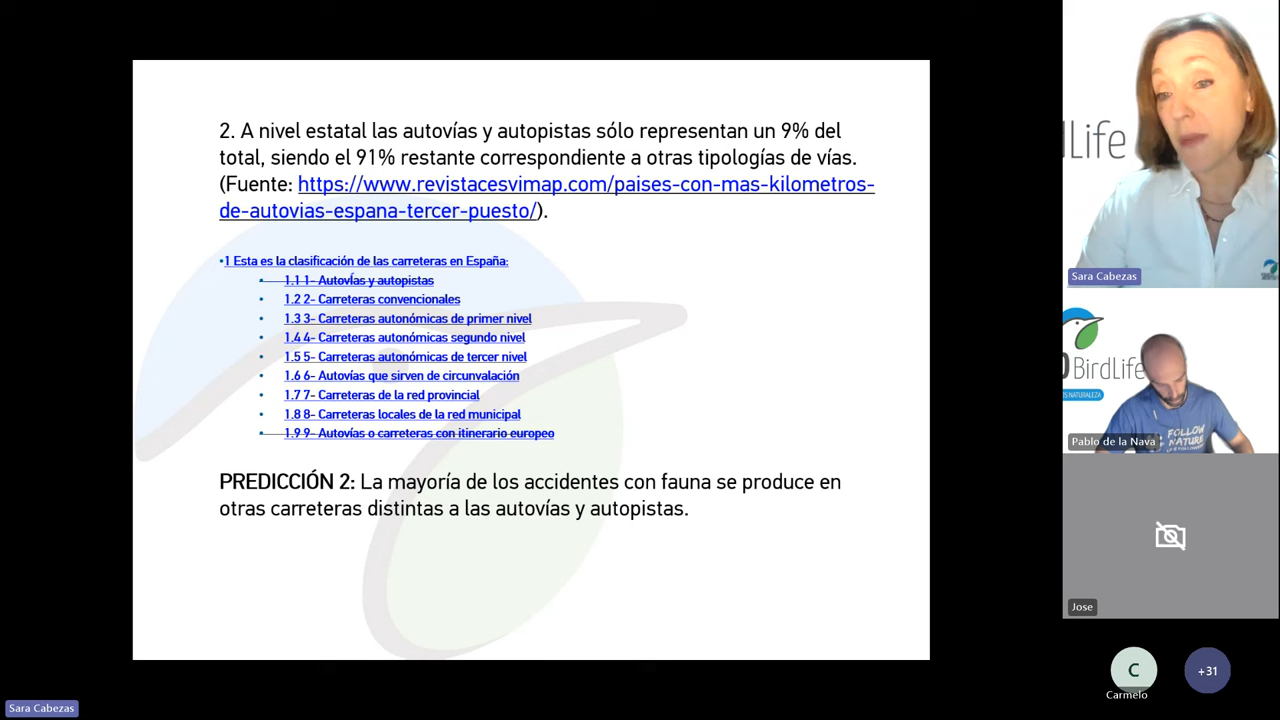 2. A nivel estatal las autovías y autopistas sólo representan un 9% del
total, siendo el 91% restante correspondiente a otras tipologías de vías.
(Fuente: https://www.revistacesvimap.com/paises-con-mas-kilometros-
de-autovias-espana-tercer-puesto/).
•1 Esta es la clasificación de las carreteras en España:
• 1.1 1- Autovías y autopistas
• 1.2 2- Carreteras convencionales
• 1.3 3- Carreteras autonómicas de primer nivel
• 1.4 4- Carreteras autonómicas segundo nivel
• 1.5 5- Carreteras autonómicas de tercer nivel
• 1.6 6- Autovías que sirven de circunvalación
• 1.7 7- Carreteras de la red provincial
• 1.8 8- Carreteras locales de la red municipal
• 1.9 9- Autovías o carreteras con itinerario europeo
PREDICCIÓN 2: La mayoría de los accidentes con fauna se produce en
otras carreteras distintas a las autovías y autopistas.
dLife
Sara Cabezas
O BirdLife
S NATURALEZA
FOLLOW
NATURE
Pablo de la Nava
Jose
C
Carmelo
+31
Sara Cabezas